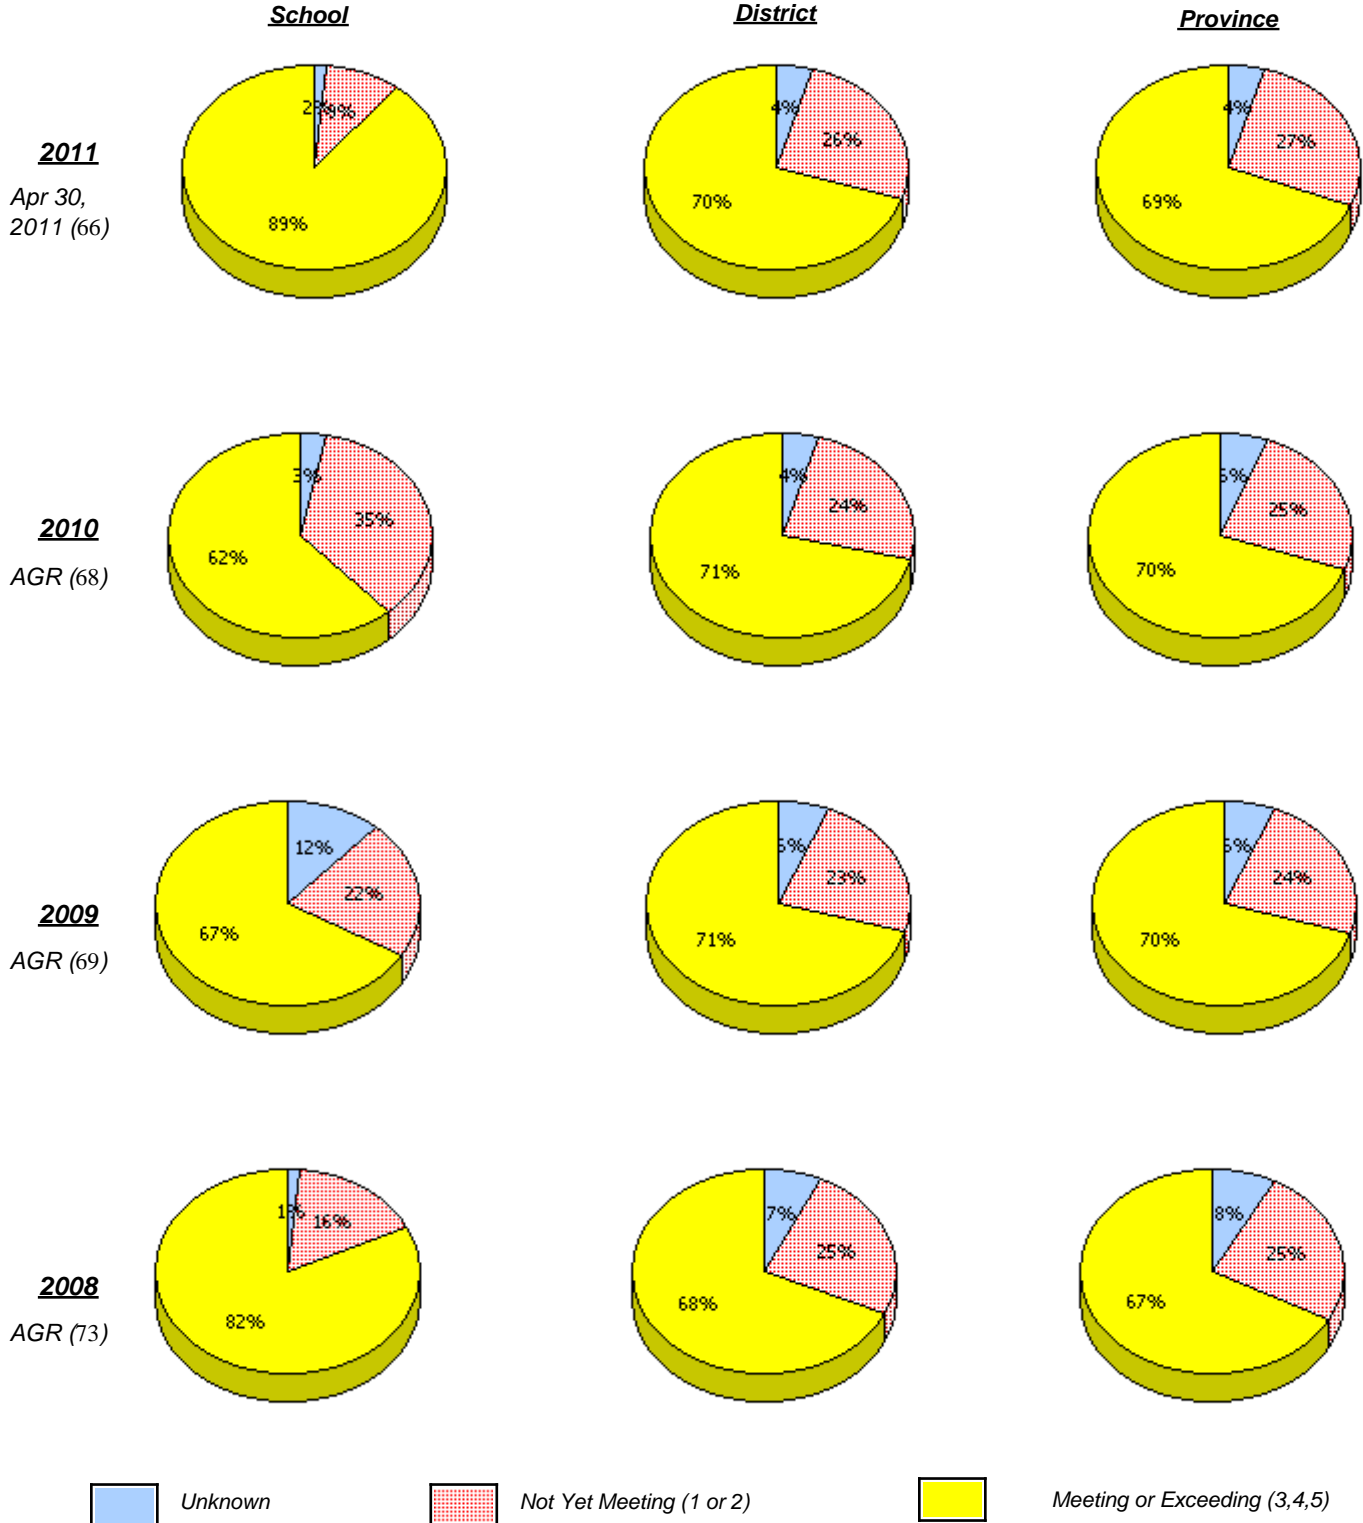 School District Province
2% 9% 4% 4%
2011 26% 27%
Apr 30,
2011 (66) 89% 70% 69%
3% 4%
2010 35% 24% 25%
AGR (68) 62% 71% 70%
12%
2009 22% 23% 24%
AGR (69) 67% 71% 70%
1% 16% 7% 8%
2008 25% 25%
AGR (73) 82% 68% 67%
Unknown Not Yet Meeting (1 or 2) Meeting or Exceeding (3,4,5)